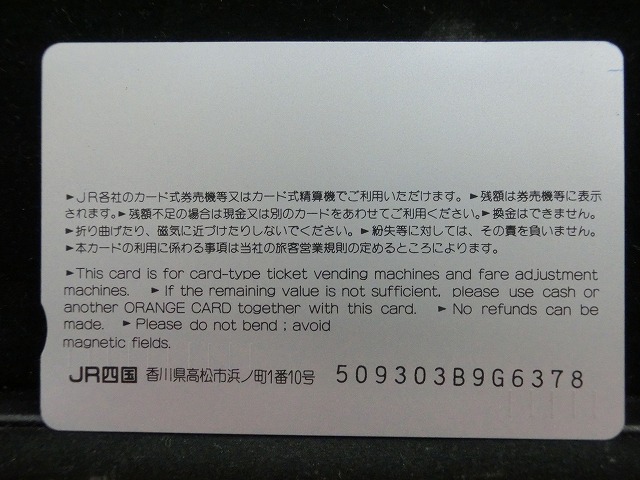 ►JR各社のカード式券売機等又はカード式精算機でご利用いただけます。►残額は券売機等に表示
されます。►残額不足の場合は現金又は別のカードをあわせてご利用ください。►換金はできません。
►折り曲げたり、磁気に近づけたりしないでください。►紛失等に対しては、その責を負いません。
►本カードの利用に係わる事項は当社の旅客営業規則の定めるところによります。
►This card is for card-type ticket vending machines and fare adjustment
machines. ►If the remaining value is not sufficient, please use cash or
another ORANGE CARD together with this card. ►No refunds can be
made. ►Please do not bend ; avoid
magnetic fields.
JR四国 香川県高松市浜ノ町1番10号 509303B9G6378